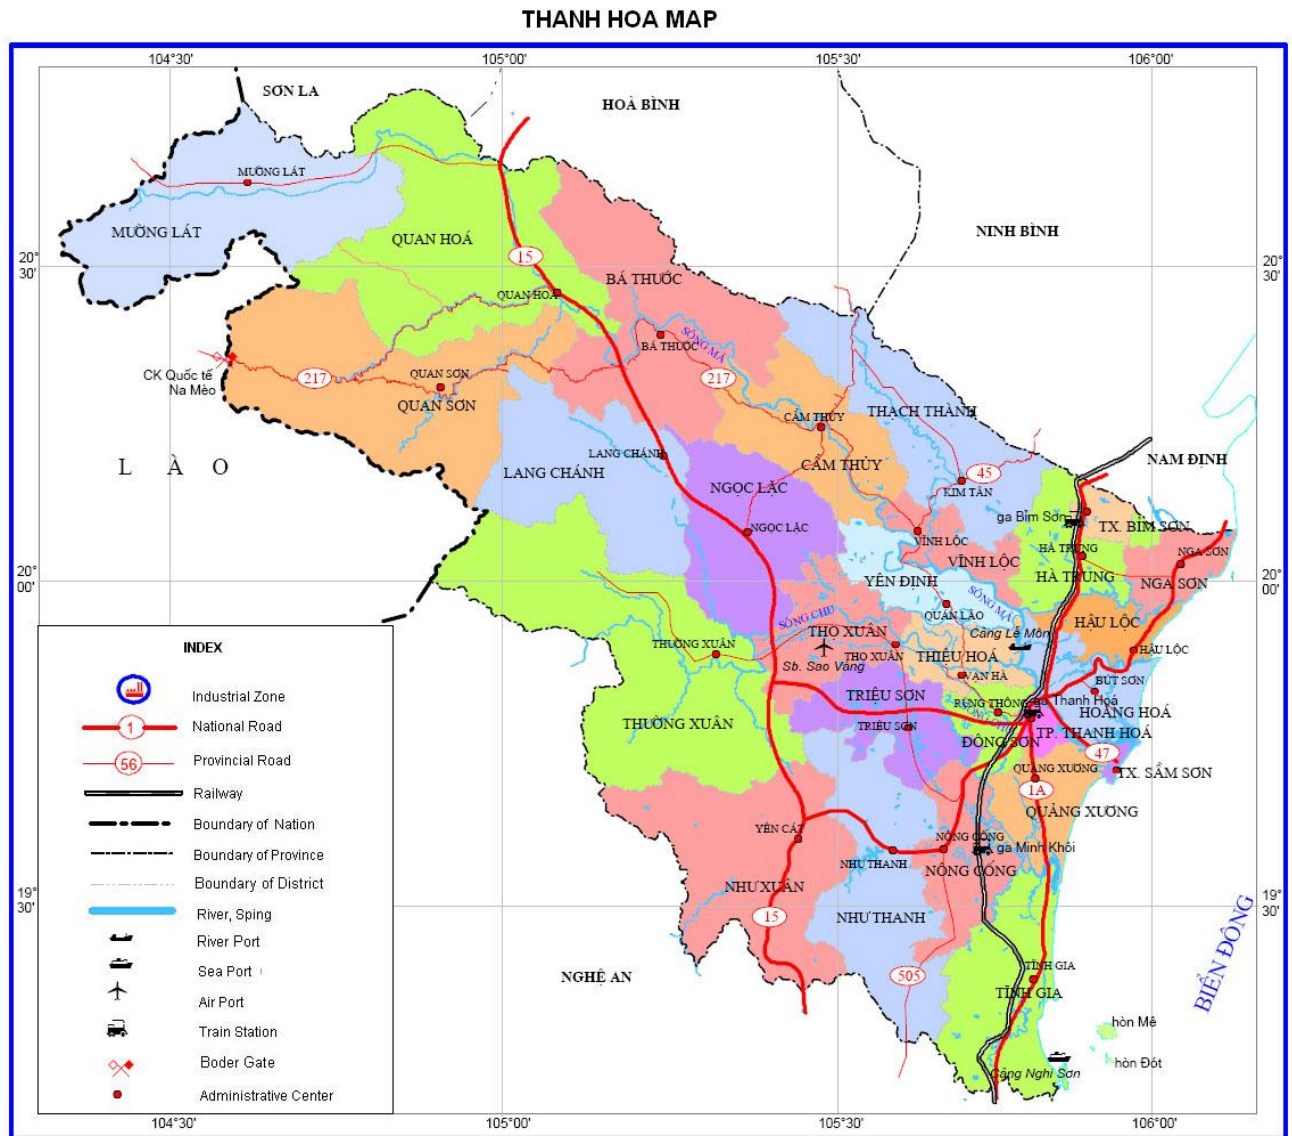 THANH HOA MAP
104°30'
105°00'
105°30'
106°00'
SƠN LA
HOÀ BÌNH
MƯỜNG LÁT
MƯỜNG LÁT
QUAN HOÁ
NINH BÌNH
20°
30'
20°
30'
15
BÁ THƯỚC
QUAN HOÁ
SÔNG MÃ
BÁ THƯỚC
CK Quốc tế
Na Mèo
217
QUAN SƠN
QUAN SƠN
217
CẨM THỦY
THẠCH THÀNH
LANG CHÁNH
LANG CHÁNH
CẨM THỦY
LÀO
NAM ĐỊNH
45
NGỌC LẶC
KIM TÂN
ga Bỉm Sơn
TX. BỈM SƠN
NGỌC LẶC
VĨNH LỘC
VĨNH LỘC
HÀ TRUNG
HÀ TRUNG
NGA SƠN
NGA SƠN
20°
00'
20°
00'
YÊN ĐỊNH
SÔNG MÃ
QUÁN LÀO
SÔNG CHU
HẬU LỘC
HẬU LỘC
THỌ XUÂN
Cảng Lễ Môn
THƯỜNG XUÂN
THỌ XUÂN
THIỆU HOÁ
Sb. Sao Vàng
VẠN HÀ
BÚT SƠN
TRIỆU SƠN
RỪNG THÔNG
ga Thanh Hoá
HOẰNG HOÁ
THƯỜNG XUÂN
TRIỆU SƠN
ĐÔNG SƠN
TP. THANH HOÁ
47
QUẢNG XƯƠNG
TX. SẦM SƠN
1A
QUẢNG XƯƠNG
YÊN CÁT
NÔNG CỐNG
NHƯ THANH
ga Minh Khôi
NÔNG CỐNG
NHƯ XUÂN
19°
30'
19°
30'
15
NHƯ THANH
NGHỆ AN
505
TĨNH GIA
TĨNH GIA
BIỂN ĐÔNG
hòn Mê
hòn Đót
Cảng Nghi Sơn
INDEX
Industrial Zone
1
National Road
56
Provincial Road
Railway
Boundary of Nation
Boundary of Province
Boundary of District
River, Sping
River Port
Sea Port
Air Port
Train Station
Boder Gate
Administrative Center
104°30'
105°00'
105°30'
106°00'